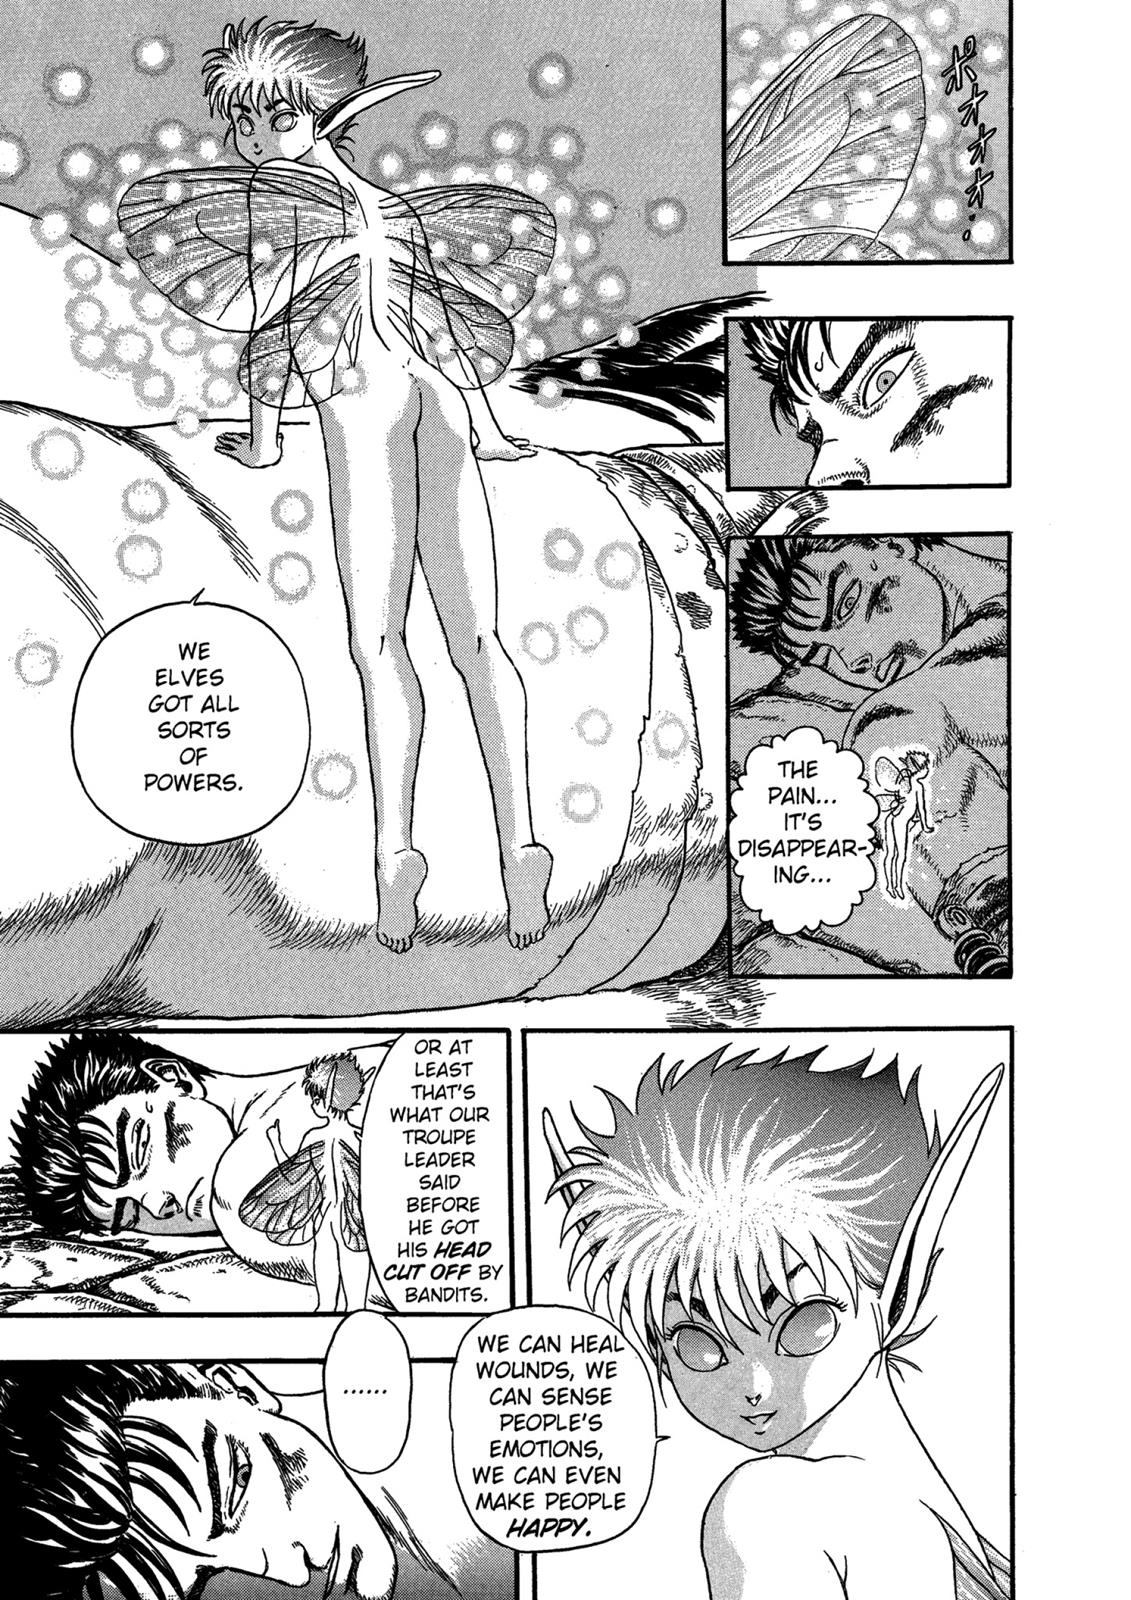 ポオオオ・・
THE
PAIN...
IT'S
DISAPPEAR-
ING...
WE
ELVES
GOT ALL
SORTS
OF
POWERS.
WE CAN HEAL
WOUNDS, WE
CAN SENSE
PEOPLE'S
EMOTIONS,
WE CAN EVEN
MAKE PEOPLE
HAPPY.
OR AT
LEAST
THAT'S
WHAT OUR
TROUPE
LEADER
SAID
BEFORE
HE GOT
HIS HEAD
CUT OFF BY
BANDITS.
......